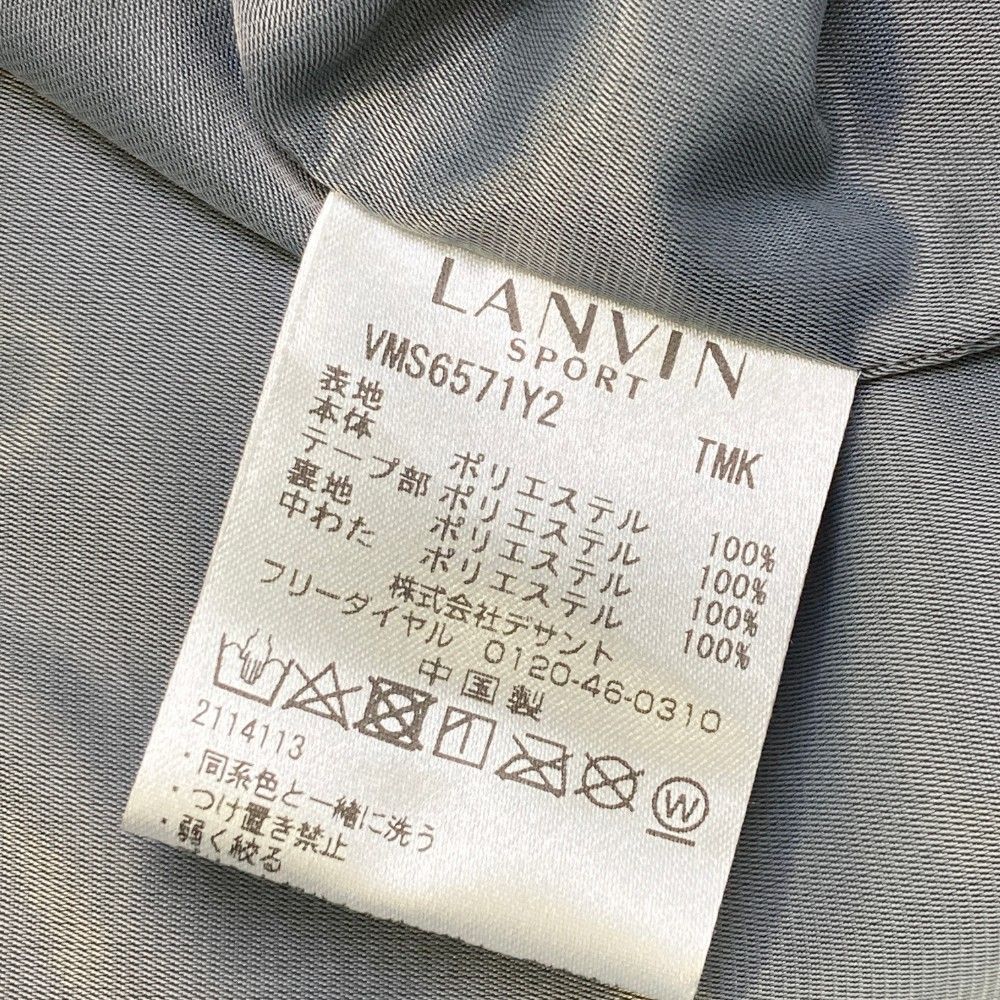 LANVIN
SPORT
VMS6571Y2 TMK
表地
本体 ポリエステル 100%
テープ部 ポリエステル 100%
裏地 ポリエステル 100%
中わた ポリエステル 100%
株式会社デサント
フリーダイヤル 0120-46-0310
中国製
W
2114113
・同系色と一緒に洗う
・つけ置き禁止
・弱く絞る